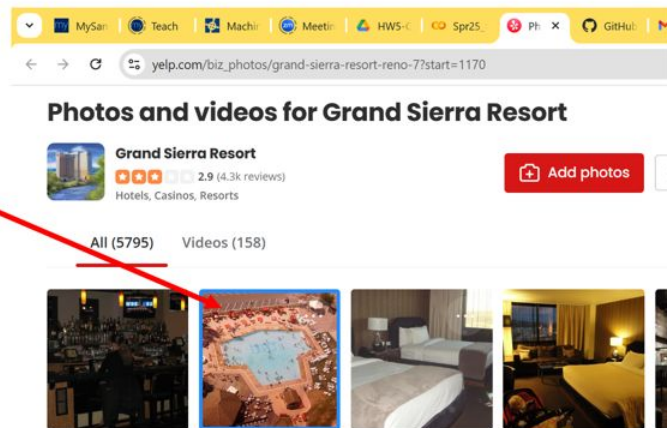 MySan Teach Machin Meetin HW5-C Spr25_ Ph GitHub
yelp.com/biz_photos/grand-sierra-resort-reno-7?start=1170
Photos and videos for Grand Sierra Resort
Grand Sierra Resort
2.9 (4.3k reviews)
Add photos
Hotels, Casinos, Resorts
All (5795) Videos (158)